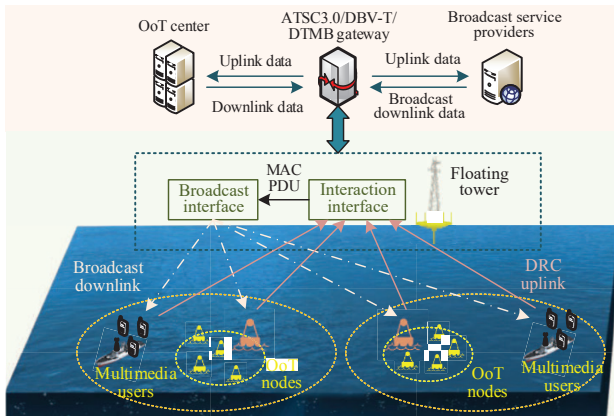 ATSC3.0/DBV-T/
DTMB gateway
OoT center
Broadcast service
providers
Uplink data
Downlink data
Uplink data
Broadcast
downlink data
MAC
PDU
Broadcast
interface
Interaction
interface
Floating
tower
Broadcast
downlink
DRC
uplink
Multimedia
users
OoT
nodes
OoT
nodes
Multimedia
users